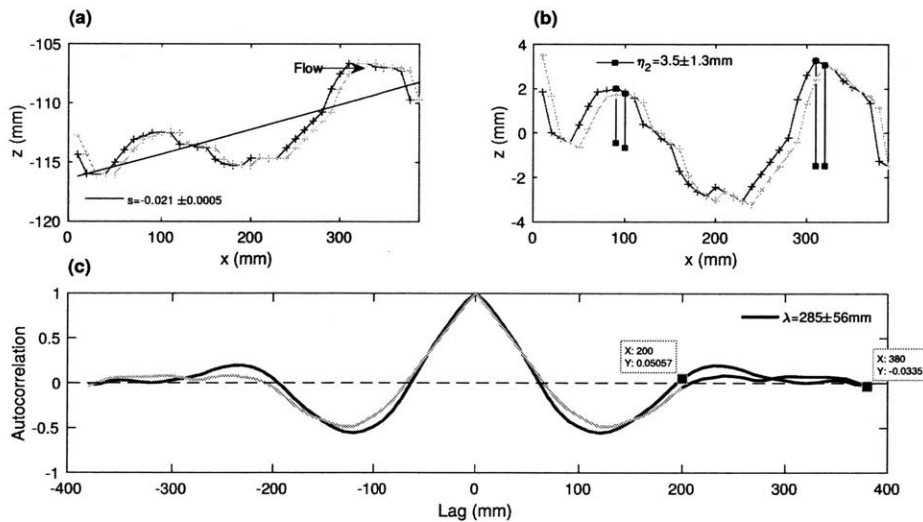 (a)
-105
-110
-115
-120
z (mm)
Flow
s=-0.021 ±0.0005
0
100
200
300
x (mm)
(b)
4
2
0
-2
-4
z (mm)
η2=3.5±1.3mm
0
100
200
300
x (mm)
(c)
1
0.5
0
-0.5
-1
Autocorrelation
λ=285±56mm
X: 200
Y: 0.05057
X: 380
Y: -0.0335
-400
-300
-200
-100
0
100
200
300
400
Lag (mm)